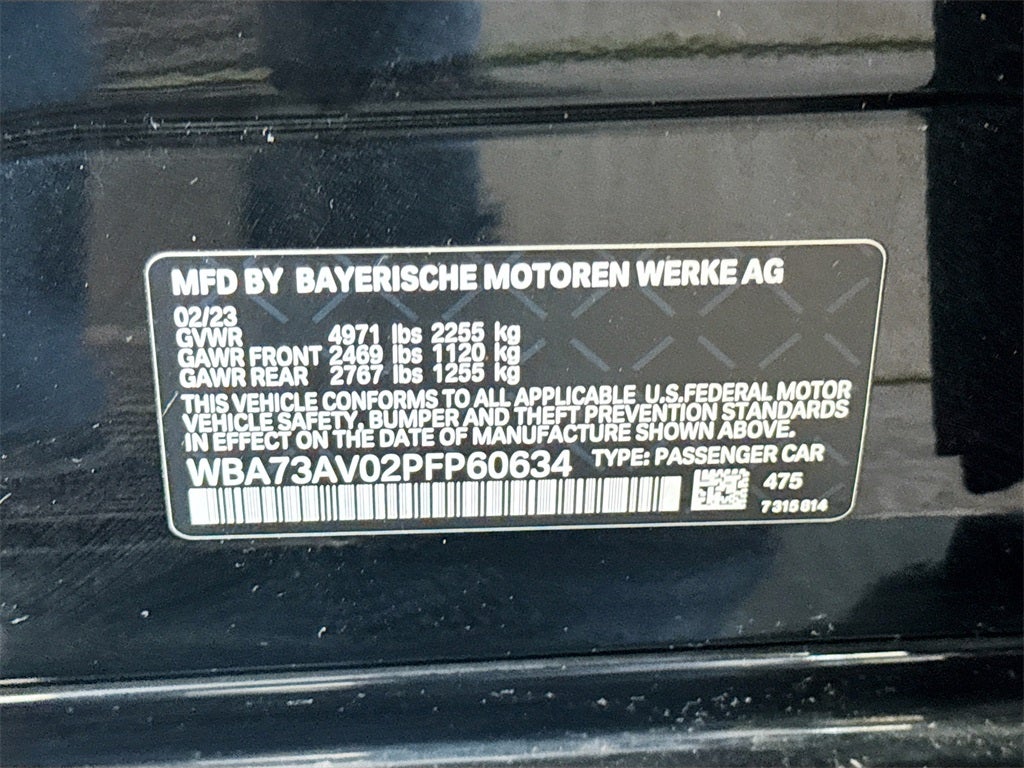 MFD BY BAYERISCHE MOTOREN WERKE AG
02/23
GVWR 4971 lbs 2255 kg
GAWR FRONT 2469 lbs 1120 kg
GAWR REAR 2767 lbs 1255 kg
THIS VEHICLE CONFORMS TO ALL APPLICABLE U.S.FEDERAL MOTOR
VEHICLE SAFETY, BUMPER AND THEFT PREVENTION STANDARDS
IN EFFECT ON THE DATE OF MANUFACTURE SHOWN ABOVE.
WBA73AV02PFP60634 TYPE: PASSENGER CAR
475
7315614